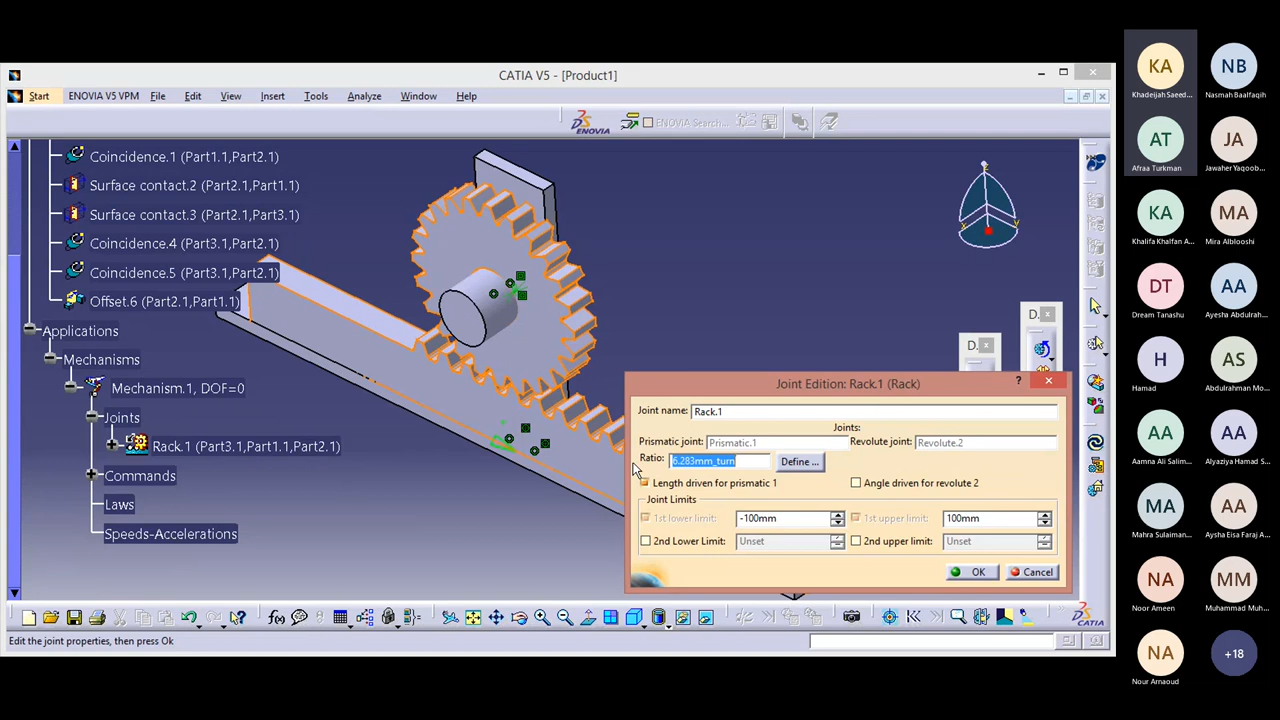 CATIA V5 - [Product1]
Start ENOVIA V5 VPM File Edit View Insert Tools Analyze Window Help
ENOVIA
ENOVIA Search...
Coincidence.1 (Part1.1,Part2.1)
Surface contact.2 (Part2.1,Part1.1)
Surface contact.3 (Part2.1,Part3.1)
Coincidence.4 (Part3.1,Part2.1)
Coincidence.5 (Part3.1,Part2.1)
Offset.6 (Part2.1,Part1.1)
Applications
Mechanisms
Mechanism.1, DOF=0
Joints
Rack.1 (Part3.1,Part1.1,Part2.1)
Commands
Laws
Speeds-Accelerations
D.. x
D.. x
Joint Edition: Rack.1 (Rack) ?
Joint name: Rack.1
Joints:
Prismatic joint: Prismatic.1 Revolute joint: Revolute.2
Ratio: 6.283mm_turn Define ...
Length driven for prismatic 1 Angle driven for revolute 2
Joint Limits
1st lower limit: -100mm 1st upper limit: 100mm
2nd Lower Limit: Unset 2nd upper limit: Unset
OK Cancel
f(x)
CATIA
Edit the joint properties, then press Ok
KA NB
Khadeijah Saeed... Nasmah Baalfaqih
AT JA
Afraa Turkman Jawaher Yaqoob...
KA MA
Khalifa Khalfan A... Mira Alblooshi
DT AA
Dream Tanashu Ayesha Abdulrah...
H AS
Hamad Abdulrahman Mo...
AA AA
Aamna Ali Salim... Alyaziya Hamad S...
MA AA
Mahra Sulaiman... Aysha Eisa Faraj A...
NA MM
Noor Ameen Muhammad Muh...
NA +18
Nour Arnaoud